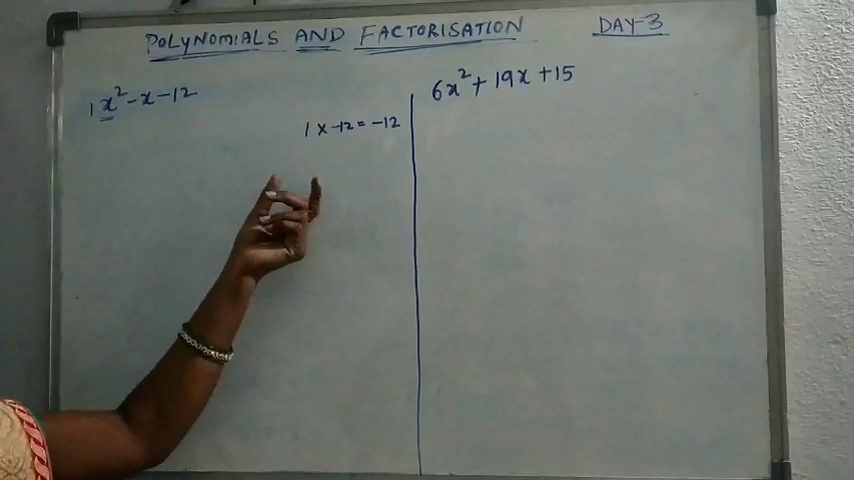 POLYNOMIALS AND FACTORISATION DAY-3
1x²-x-12
1 x -12 = -12
6x² + 19x + 15